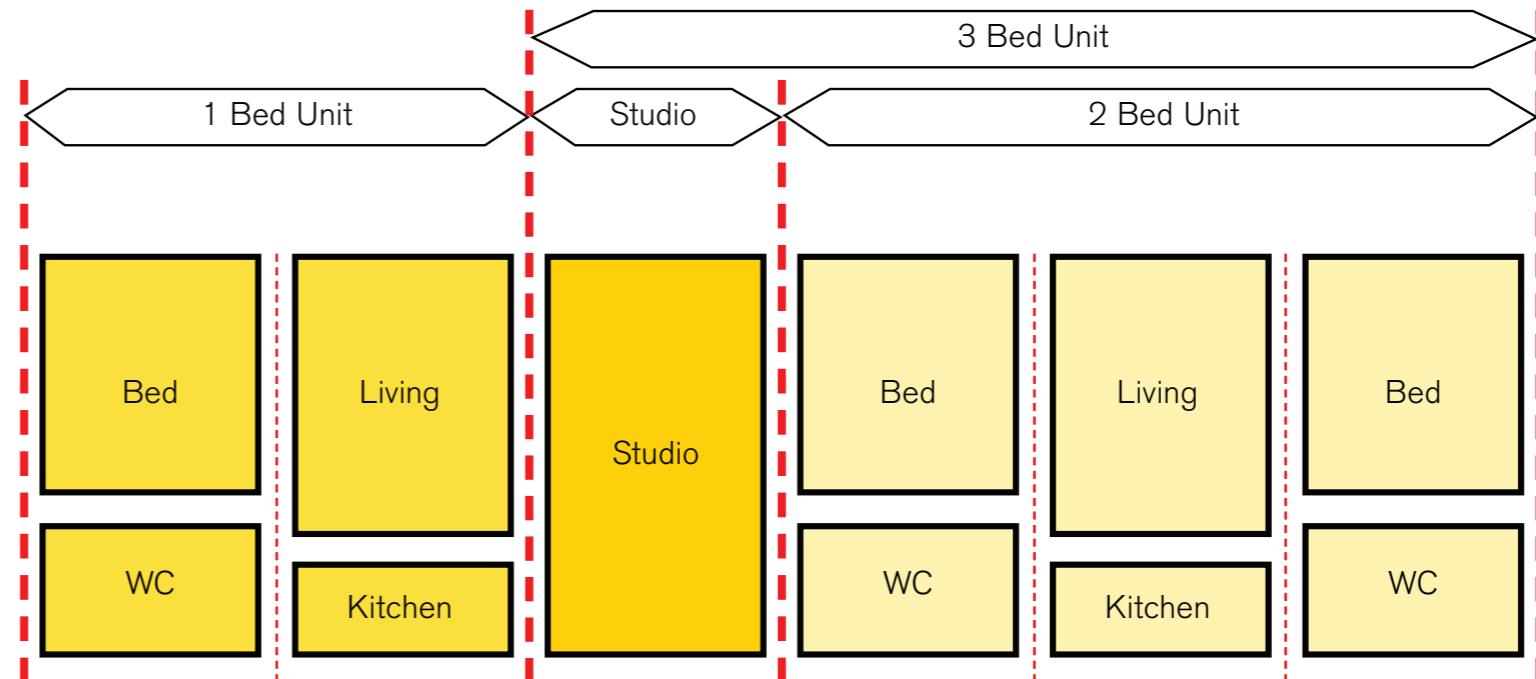 3 Bed Unit
1 Bed Unit
Studio
2 Bed Unit
Bed
Living
Studio
Bed
Living
Bed
WC
Kitchen
WC
Kitchen
WC